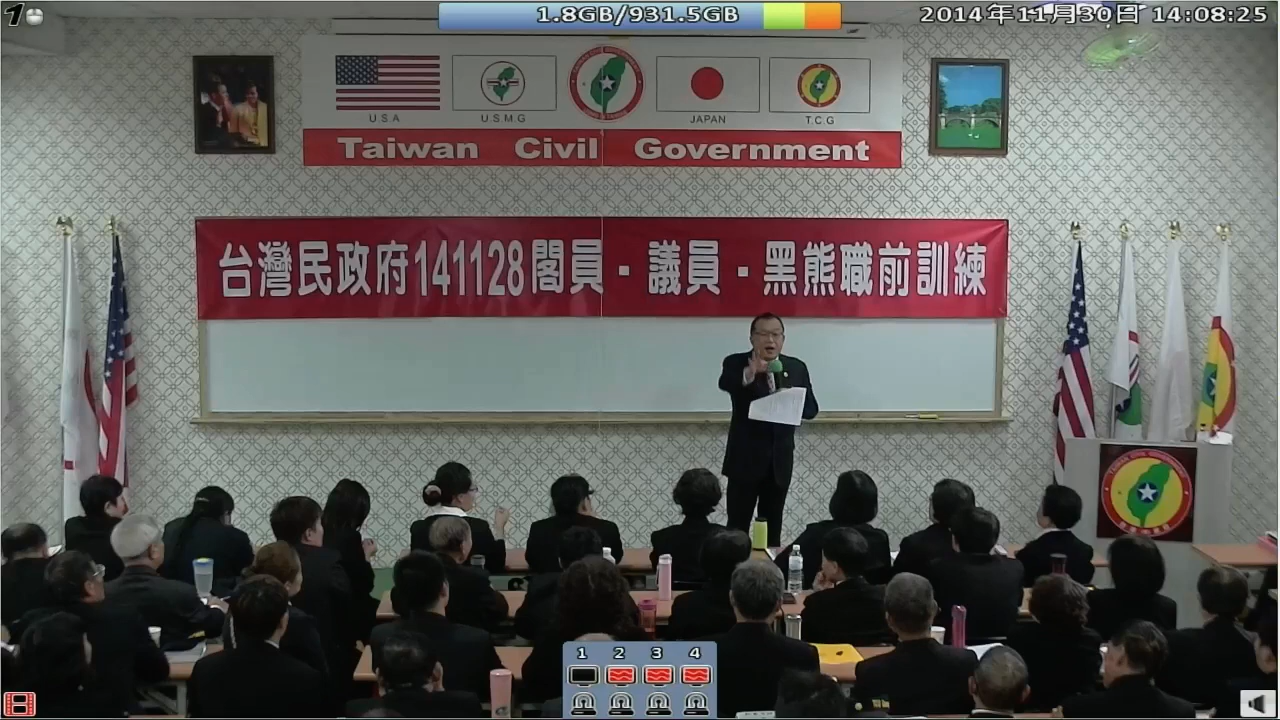 1
1.8GB/931.5GB
2014年11月30日 14:08:25
USA
U.S.M.G
JAPAN
T.C.G
Taiwan Civil Government
台灣民政府141128閣員·議員·黑熊職前訓練
1 2 3 4